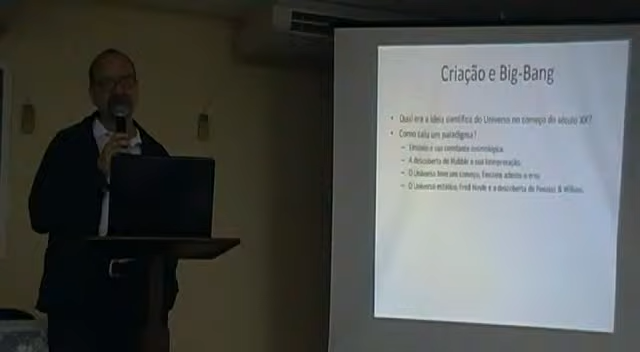 Criação e Big-Bang
• Qual era a ideia científica do Universo no começo do século XX?
• Como caiu um paradigma?
– Einstein e sua constante cosmológica.
– A descoberta de Hubble e sua interpretação.
– O Universo teve um começo, Einstein admite o erro
– O Universo estático, Fred Hoyle e a descoberta de Penzias & Wilson.